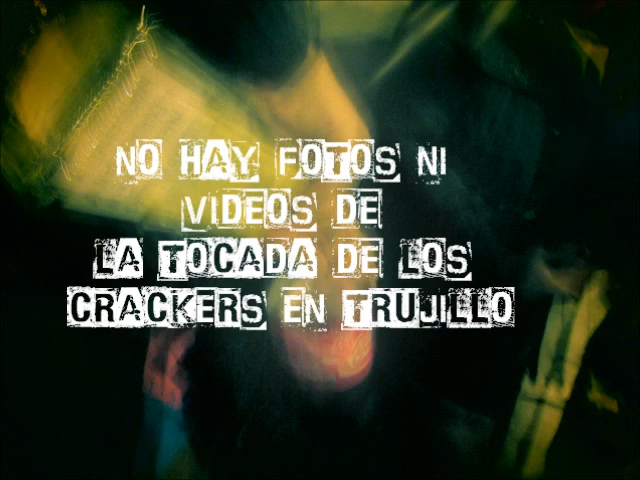 NO HAY FOTOS NI
VIDEOS DE
LA TOCADA DE LOS
CRACKERS EN TRUJILLO